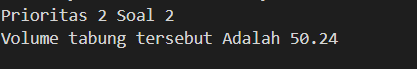 Prioritas 2 Soal 2
Volume tabung tersebut Adalah 50.24